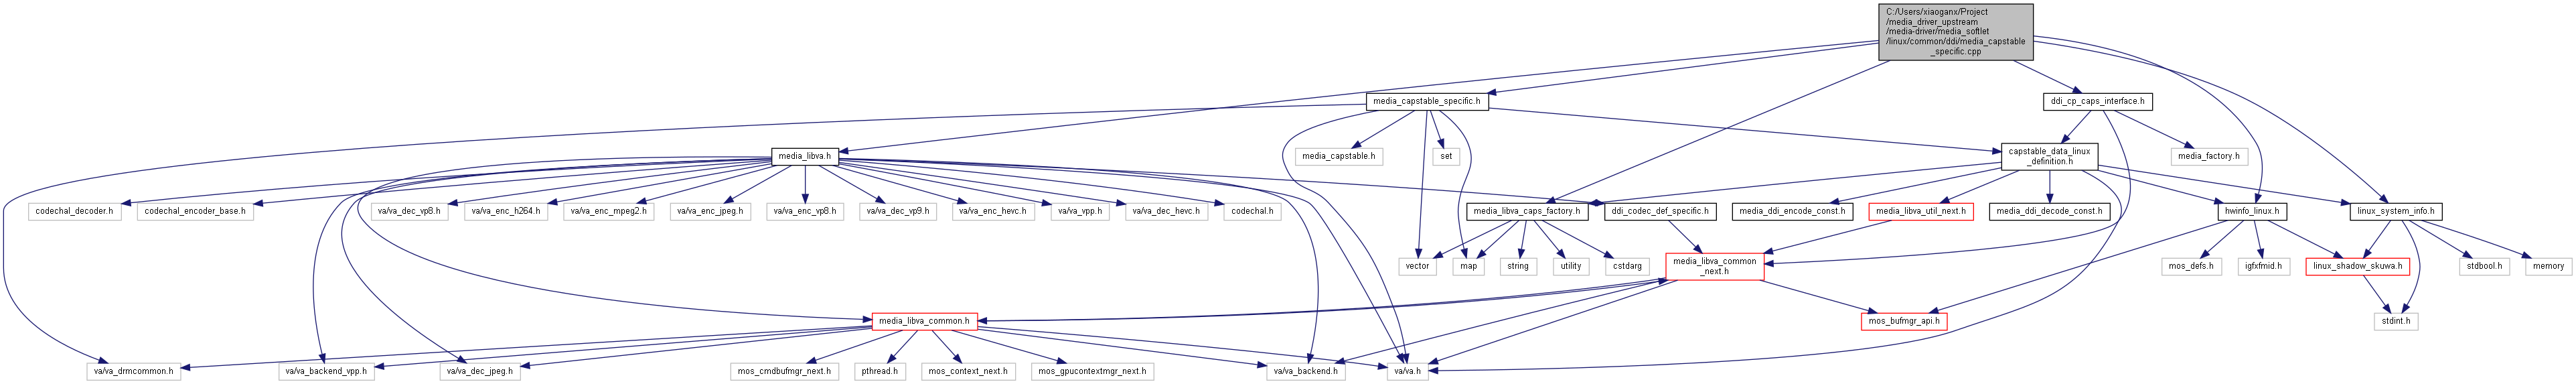 C:/Users/xiaoganx/Project
/media_driver_upstream
/media-driver/media_softlet
/linux/common/ddi/media_capstable
_specific.cpp
media_capstable_specific.h
ddi_cp_caps_interface.h
media_libva.h
media_capstable.h
set
capstable_data_linux
_definition.h
media_factory.h
codechal_decoder.h
codechal_encoder_base.h
va/va_dec_vp8.h
va/va_enc_h264.h
va/va_enc_mpeg2.h
va/va_enc_jpeg.h
va/va_enc_vp8.h
va/va_dec_vp9.h
va/va_enc_hevc.h
va/va_vpp.h
va/va_dec_hevc.h
codechal.h
media_libva_caps_factory.h
ddi_codec_def_specific.h
media_ddi_encode_const.h
media_libva_util_next.h
media_ddi_decode_const.h
hwinfo_linux.h
linux_system_info.h
vector
map
string
utility
cstdarg
media_libva_common
_next.h
mos_defs.h
igfxfmid.h
linux_shadow_skuwa.h
stdbool.h
memory
media_libva_common.h
mos_bufmgr_api.h
stdint.h
va/va_drmcommon.h
va/va_backend_vpp.h
va/va_dec_jpeg.h
mos_cmdbufmgr_next.h
pthread.h
mos_context_next.h
mos_gpucontextmgr_next.h
va/va_backend.h
va/va.h